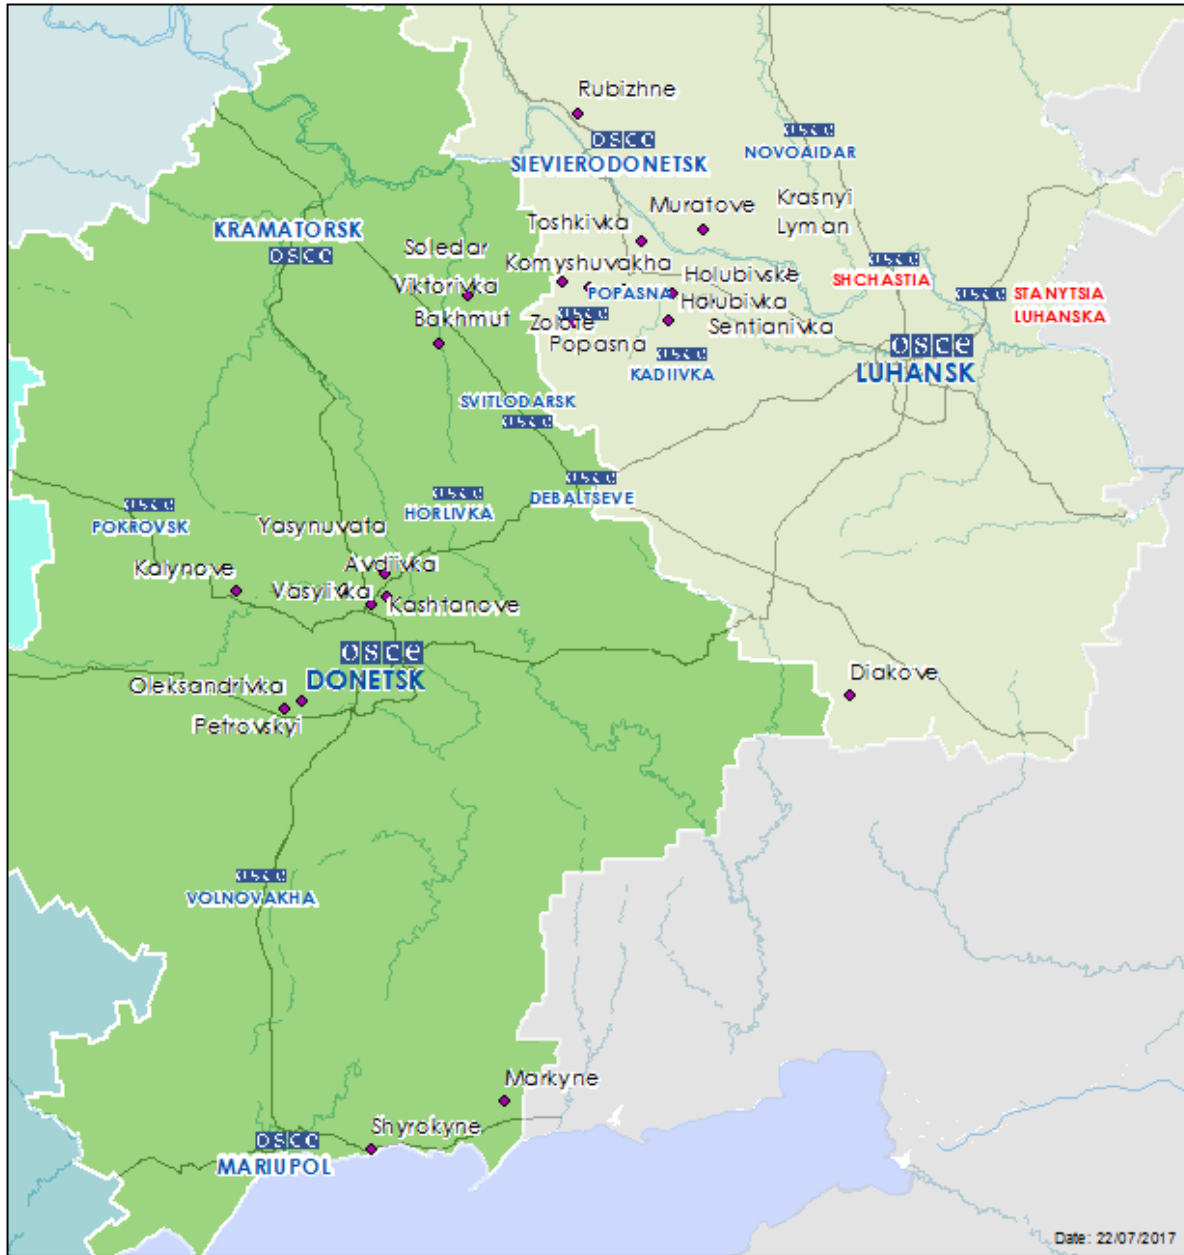 Rubizhne
osce
SIEVIERODONETSK
osce
NOVOAIDAR
Krasnyi
Lyman
Muratove
Toshkivka
KRAMATORSK
osce
Soledar
Komyshuvakha
Holubivske
osce
SHCHASTIA
Viktorivka
POPASNA
Holubivka
osce
STANYTSIA
LUHANSKA
Bakhmut
osce
Zolote
Sentianivka
Popasna
osce
KADIIVKA
osce
LUHANSK
SVITLODARSK
osce
osce
DEBALTSEVE
osce
HORLIVKA
osce
POKROVSK
Yasynuvata
Avdiivka
Kalynove
Vasylivka
Kashtanove
osce
DONETSK
Oleksandrivka
Petrovskyi
Diakove
osce
VOLNOVAKHA
Markyne
Shyrokyne
osce
MARIUPOL
Date: 22/07/2017